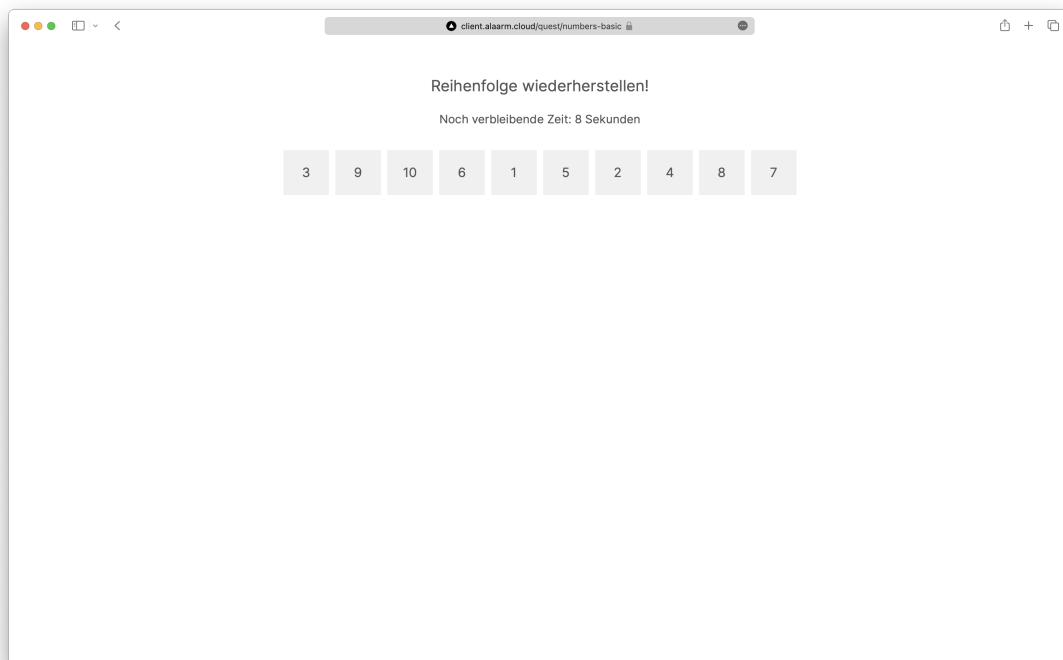 client.alaarm.cloud/quest/numbers-basic
Reihenfolge wiederherstellen!
Noch verbleibende Zeit: 8 Sekunden
3 9 10 6 1 5 2 4 8 7